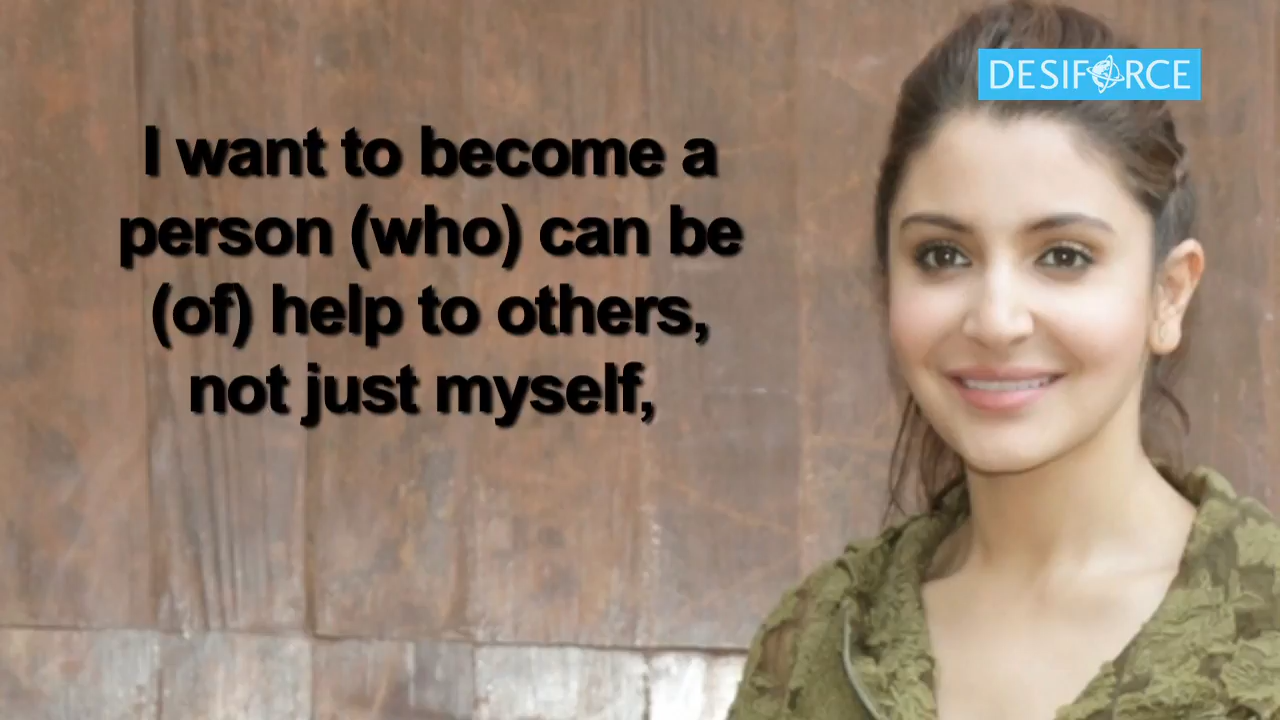 DESIFORCE
I want to become a
person (who) can be
(of) help to others,
not just myself,